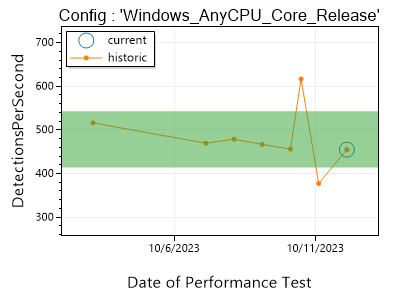 Config : 'Windows_AnyCPU_Core_Release'
current
historic
DetectionsPerSecond
700
600
500
400
300
10/6/2023
10/11/2023
Date of Performance Test